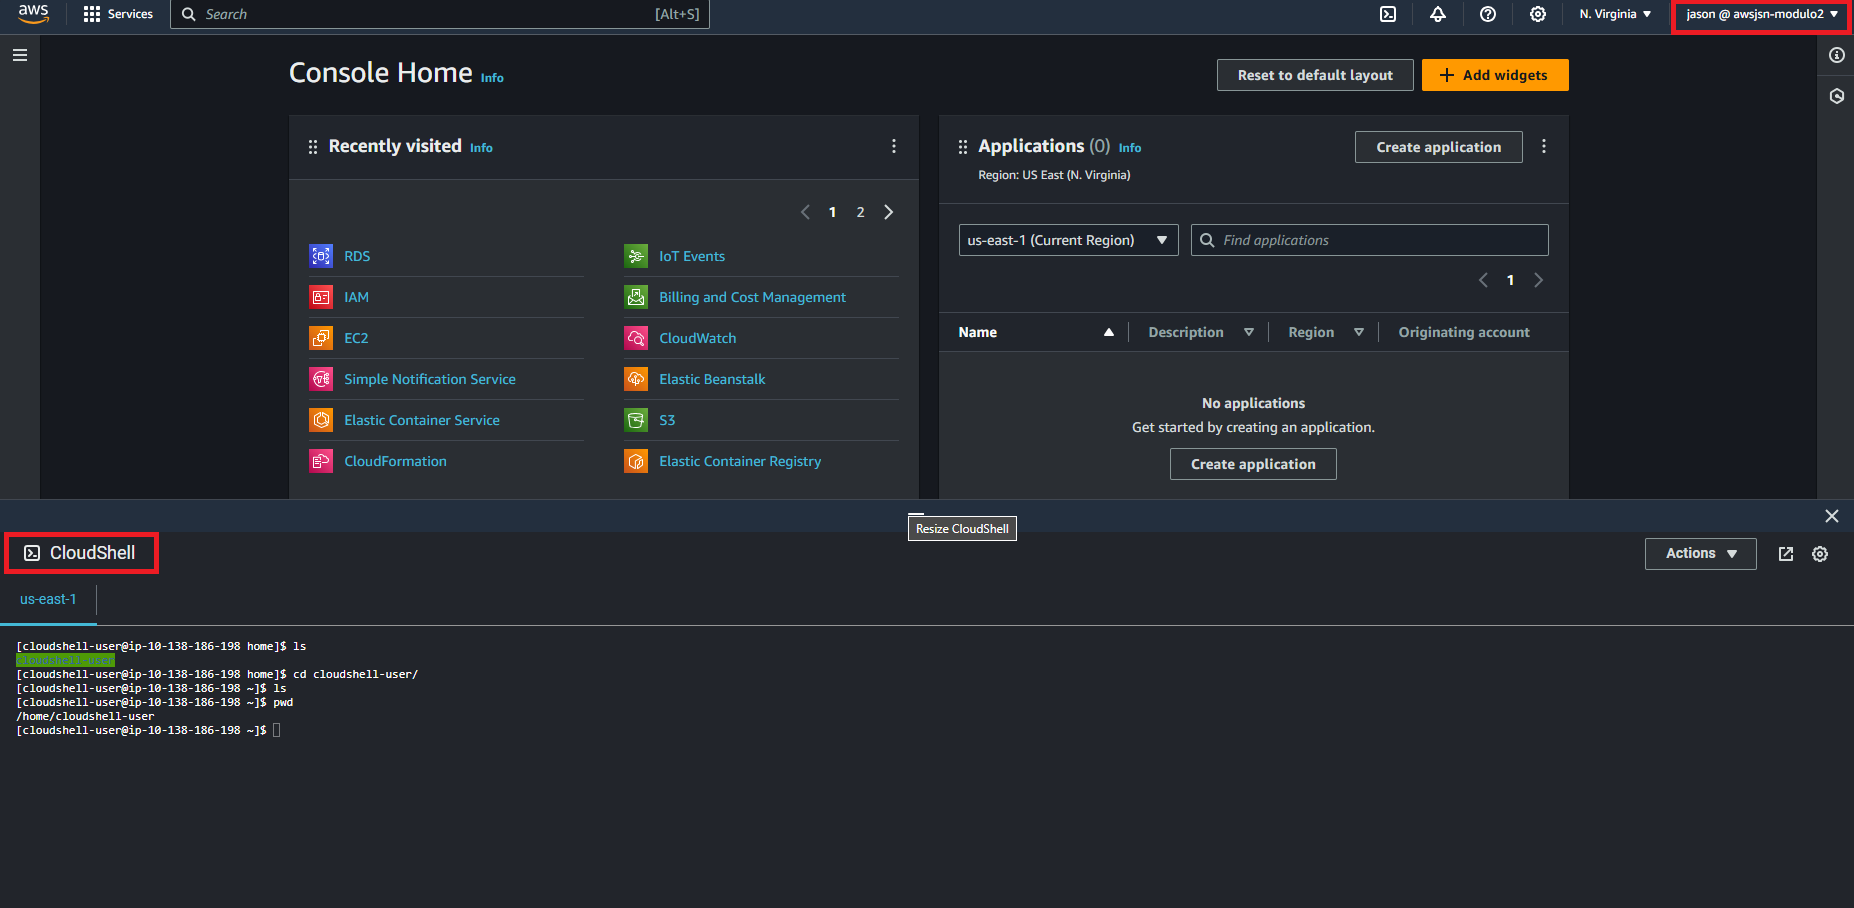 aws
Services
Search
[Alt+S]
N. Virginia
jason @ awsjsn-modulo2
Console Home Info
Reset to default layout
Add widgets
Recently visited Info
1 2
RDS
IAM
EC2
Simple Notification Service
Elastic Container Service
CloudFormation
IoT Events
Billing and Cost Management
CloudWatch
Elastic Beanstalk
S3
Elastic Container Registry
Applications (0) Info
Region: US East (N. Virginia)
Create application
us-east-1 (Current Region)
Find applications
1
Name Description Region Originating account
No applications
Get started by creating an application.
Create application
Resize CloudShell
CloudShell
Actions
us-east-1
[cloudshell-user@ip-10-138-186-198 home]$ ls
cloudshell-user
[cloudshell-user@ip-10-138-186-198 home]$ cd cloudshell-user/
[cloudshell-user@ip-10-138-186-198 ~]$ ls
[cloudshell-user@ip-10-138-186-198 ~]$ pwd
/home/cloudshell-user
[cloudshell-user@ip-10-138-186-198 ~]$